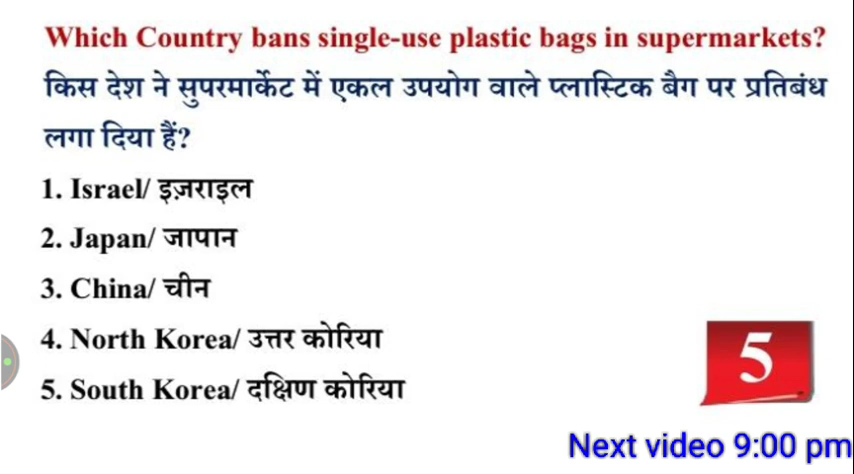 Which Country bans single-use plastic bags in supermarkets?
किस देश ने सुपरमार्केट में एकल उपयोग वाले प्लास्टिक बैग पर प्रतिबंध
लगा दिया हैं?
1. Israel/ इज़राइल
2. Japan/ जापान
3. China/ चीन
4. North Korea/ उत्तर कोरिया
5. South Korea/ दक्षिण कोरिया
5
Next video 9:00 pm